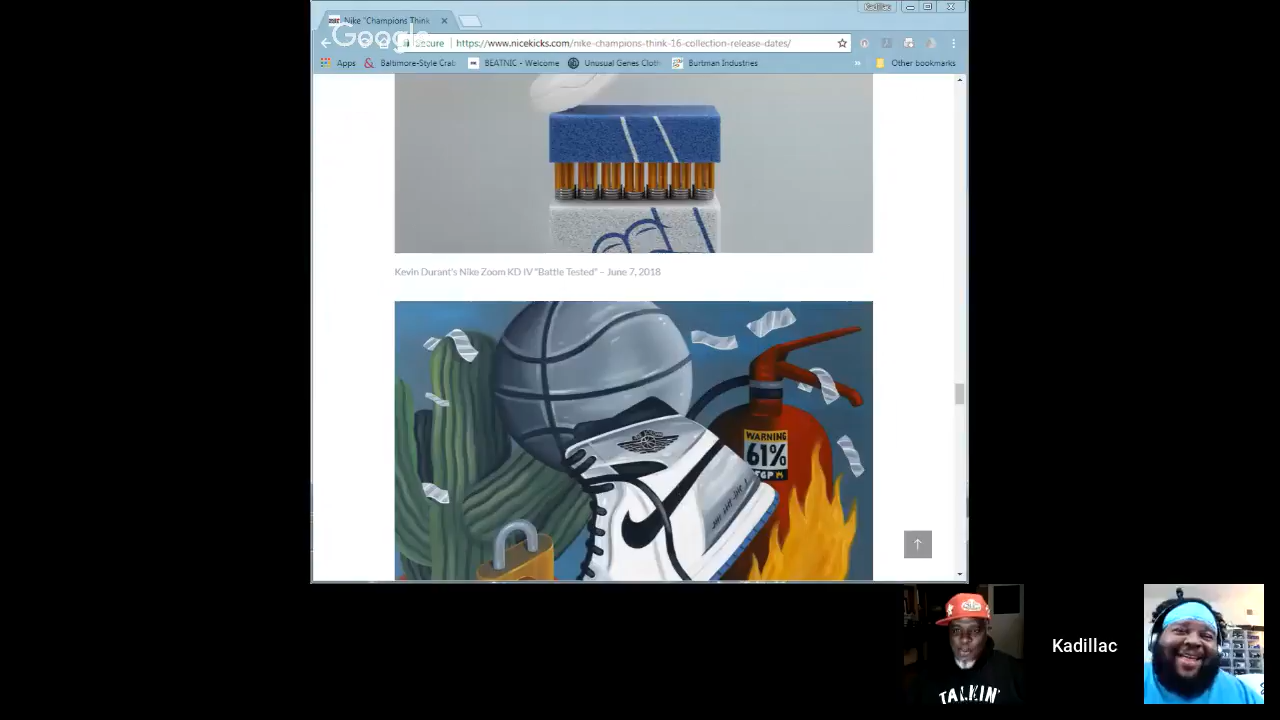 Kadillac
Nike "Champions Think
Google
Secure
https://www.nicekicks.com/nike-champions-think-16-collection-release-dates/
Apps
Baltimore-Style Crab
BEATNIC - Welcome
Unusual Genes Cloth
Burtman Industries
»
Other bookmarks
Kevin Durant's Nike Zoom KD IV "Battle Tested" – June 7, 2018
WARNING
61%
FGP
Kadillac
TALKIN'